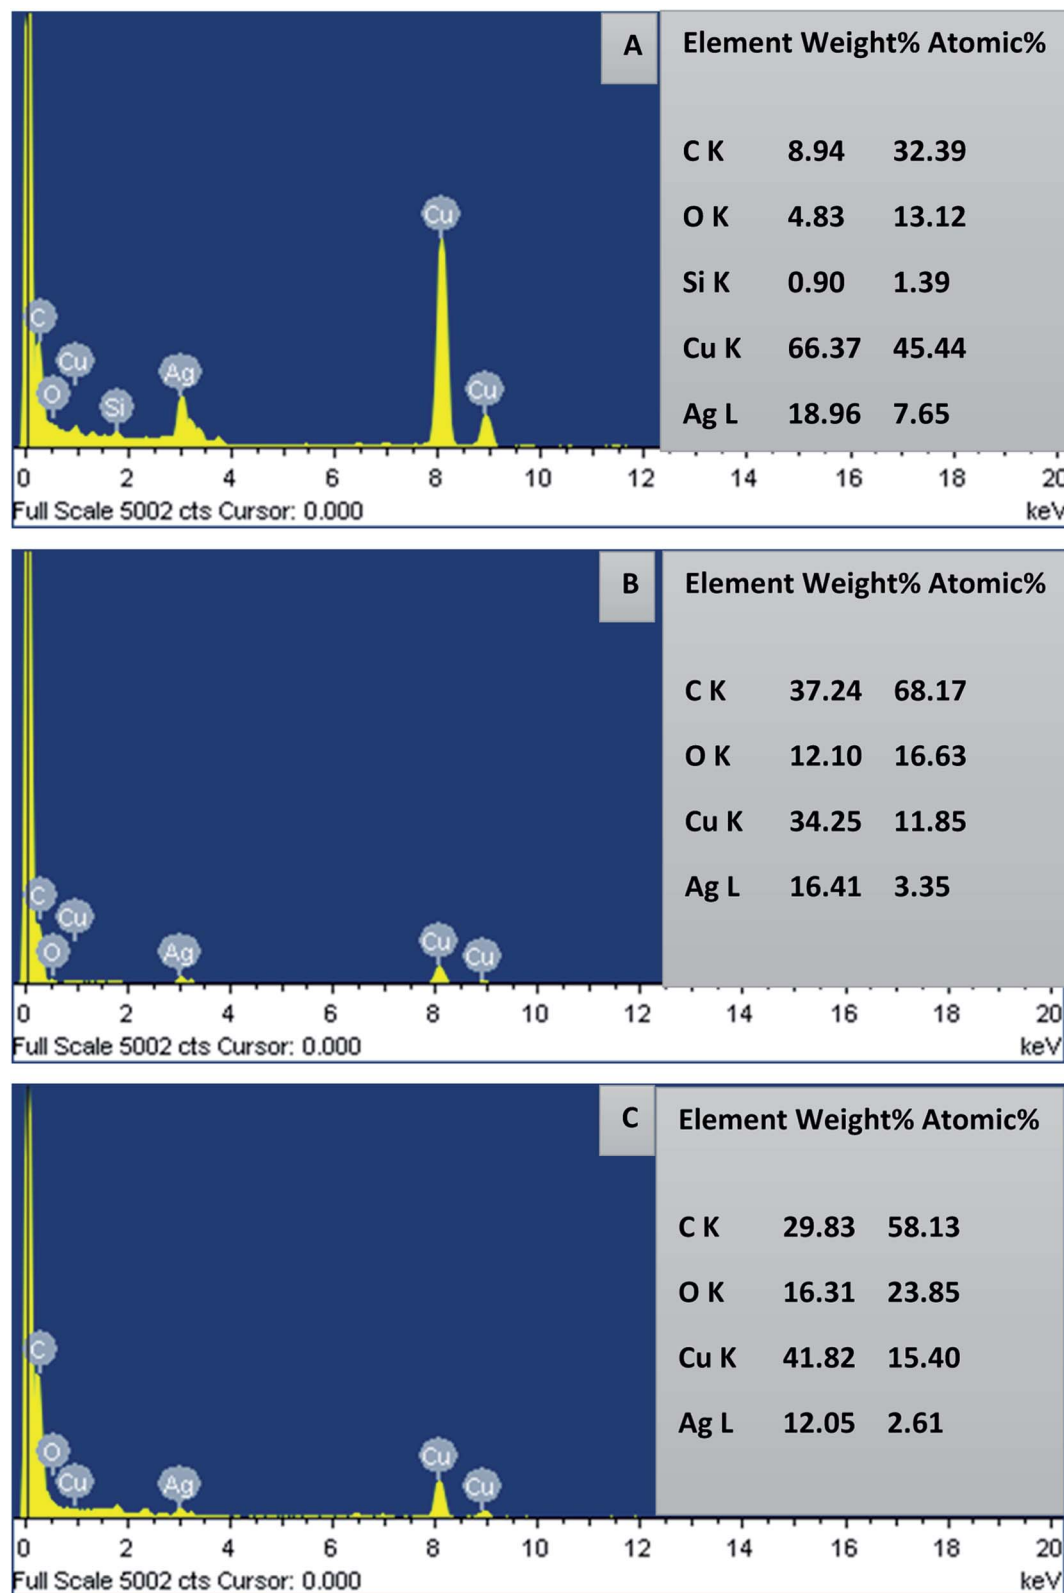 A
Element Weight% Atomic%
C K 8.94 32.39
O K 4.83 13.12
Si K 0.90 1.39
Cu K 66.37 45.44
Ag L 18.96 7.65
Cu
C
Cu
O
Si
Ag
Cu
0 2 4 6 8 10 12 14 16 18 20
Full Scale 5002 cts Cursor: 0.000 keV
B
Element Weight% Atomic%
C K 37.24 68.17
O K 12.10 16.63
Cu K 34.25 11.85
Ag L 16.41 3.35
C
Cu
O
Ag
Cu
Cu
0 2 4 6 8 10 12 14 16 18 20
Full Scale 5002 cts Cursor: 0.000 keV
C
Element Weight% Atomic%
C K 29.83 58.13
O K 16.31 23.85
Cu K 41.82 15.40
Ag L 12.05 2.61
C
O
Cu
Ag
Cu
Cu
0 2 4 6 8 10 12 14 16 18 20
Full Scale 5002 cts Cursor: 0.000 keV